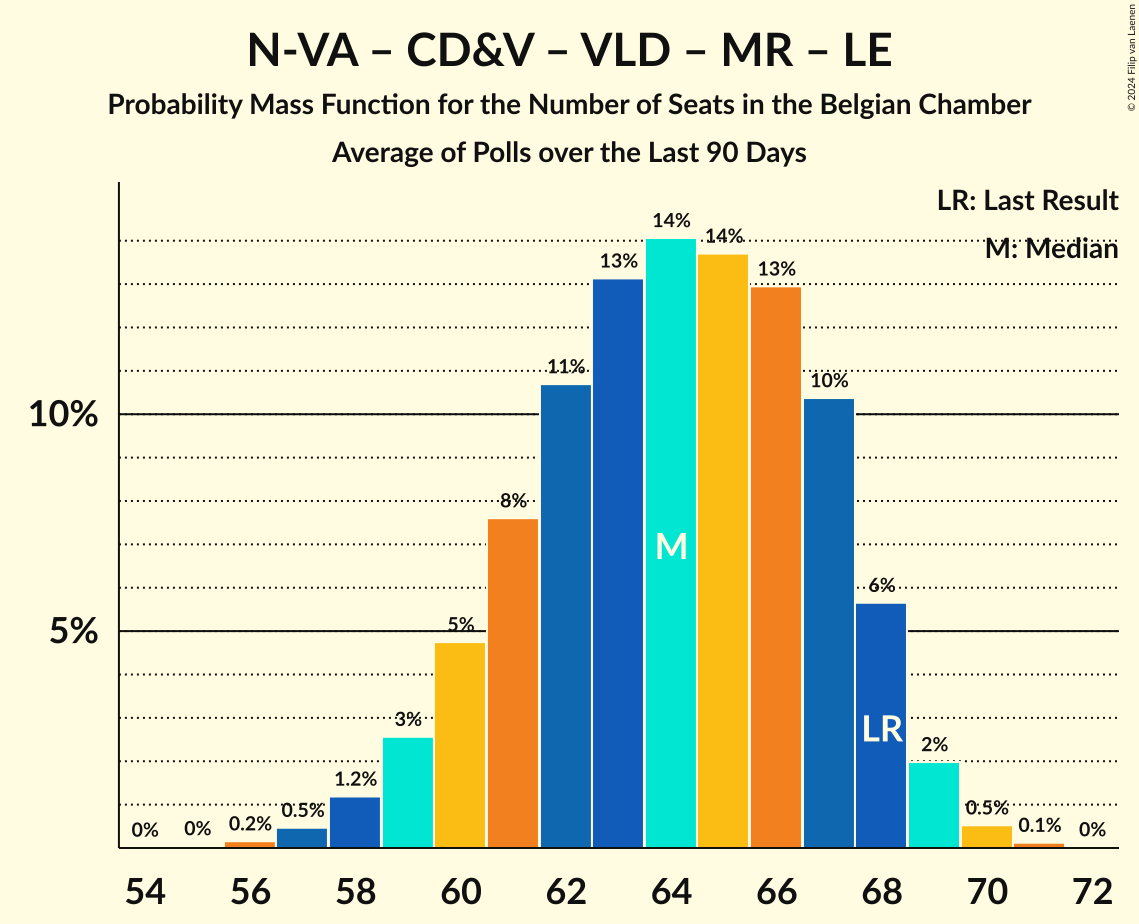 N-VA – CD&V – VLD – MR – LE
Probability Mass Function for the Number of Seats in the Belgian Chamber
Average of Polls over the Last 90 Days
© 2024 Filip van Laenen
LR: Last Result
M: Median
10%
5%
0%
0%
0.2%
0.5%
1.2%
3%
5%
8%
11%
13%
14%
14%
13%
10%
6%
2%
0.5%
0.1%
0%
M
LR
54 56 58 60 62 64 66 68 70 72